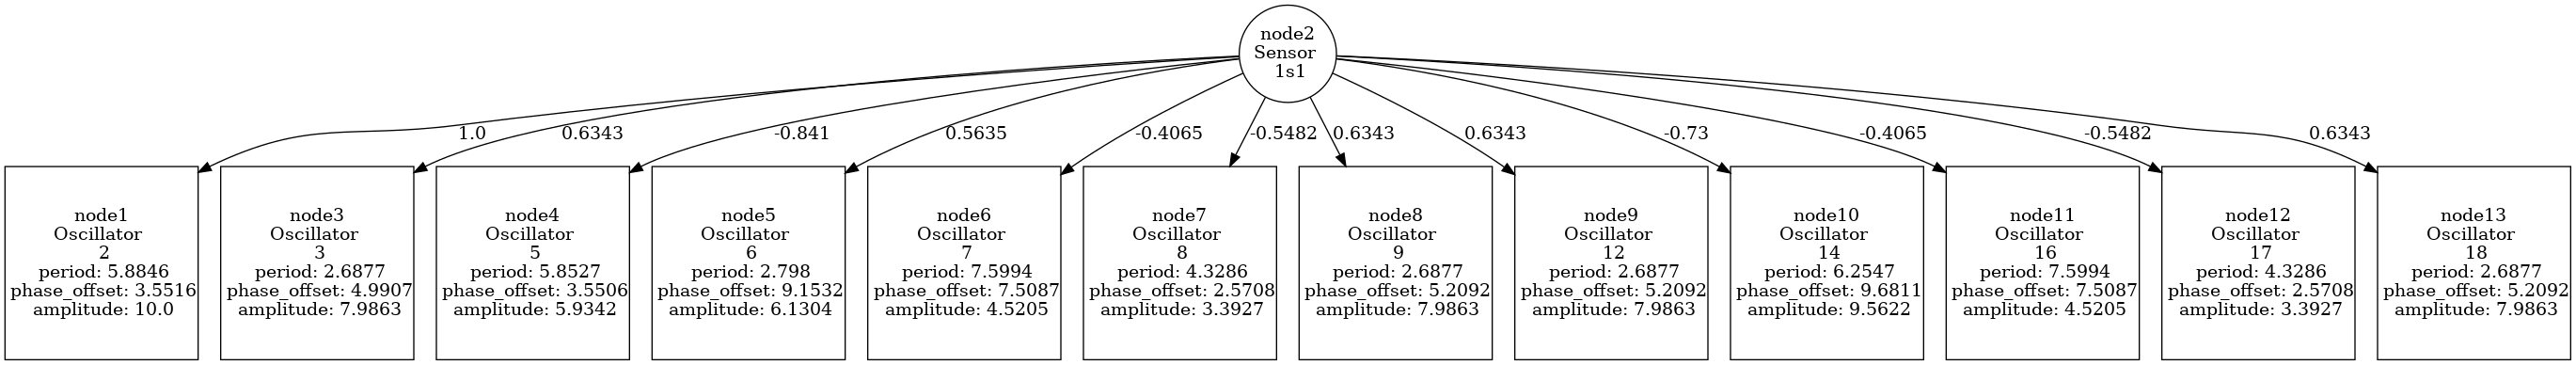 node2
Sensor
1s1
1.0
0.6343
-0.841
0.5635
-0.4065
-0.5482
0.6343
0.6343
-0.73
-0.4065
-0.5482
0.6343
node1
Oscillator
2
period: 5.8846
phase_offset: 3.5516
amplitude: 10.0
node3
Oscillator
3
period: 2.6877
phase_offset: 4.9907
amplitude: 7.9863
node4
Oscillator
5
period: 5.8527
phase_offset: 3.5506
amplitude: 5.9342
node5
Oscillator
6
period: 2.798
phase_offset: 9.1532
amplitude: 6.1304
node6
Oscillator
7
period: 7.5994
phase_offset: 7.5087
amplitude: 4.5205
node7
Oscillator
8
period: 4.3286
phase_offset: 2.5708
amplitude: 3.3927
node8
Oscillator
9
period: 2.6877
phase_offset: 5.2092
amplitude: 7.9863
node9
Oscillator
12
period: 2.6877
phase_offset: 5.2092
amplitude: 7.9863
node10
Oscillator
14
period: 6.2547
phase_offset: 9.6811
amplitude: 9.5622
node11
Oscillator
16
period: 7.5994
phase_offset: 7.5087
amplitude: 4.5205
node12
Oscillator
17
period: 4.3286
phase_offset: 2.5708
amplitude: 3.3927
node13
Oscillator
18
period: 2.6877
phase_offset: 5.2092
amplitude: 7.9863